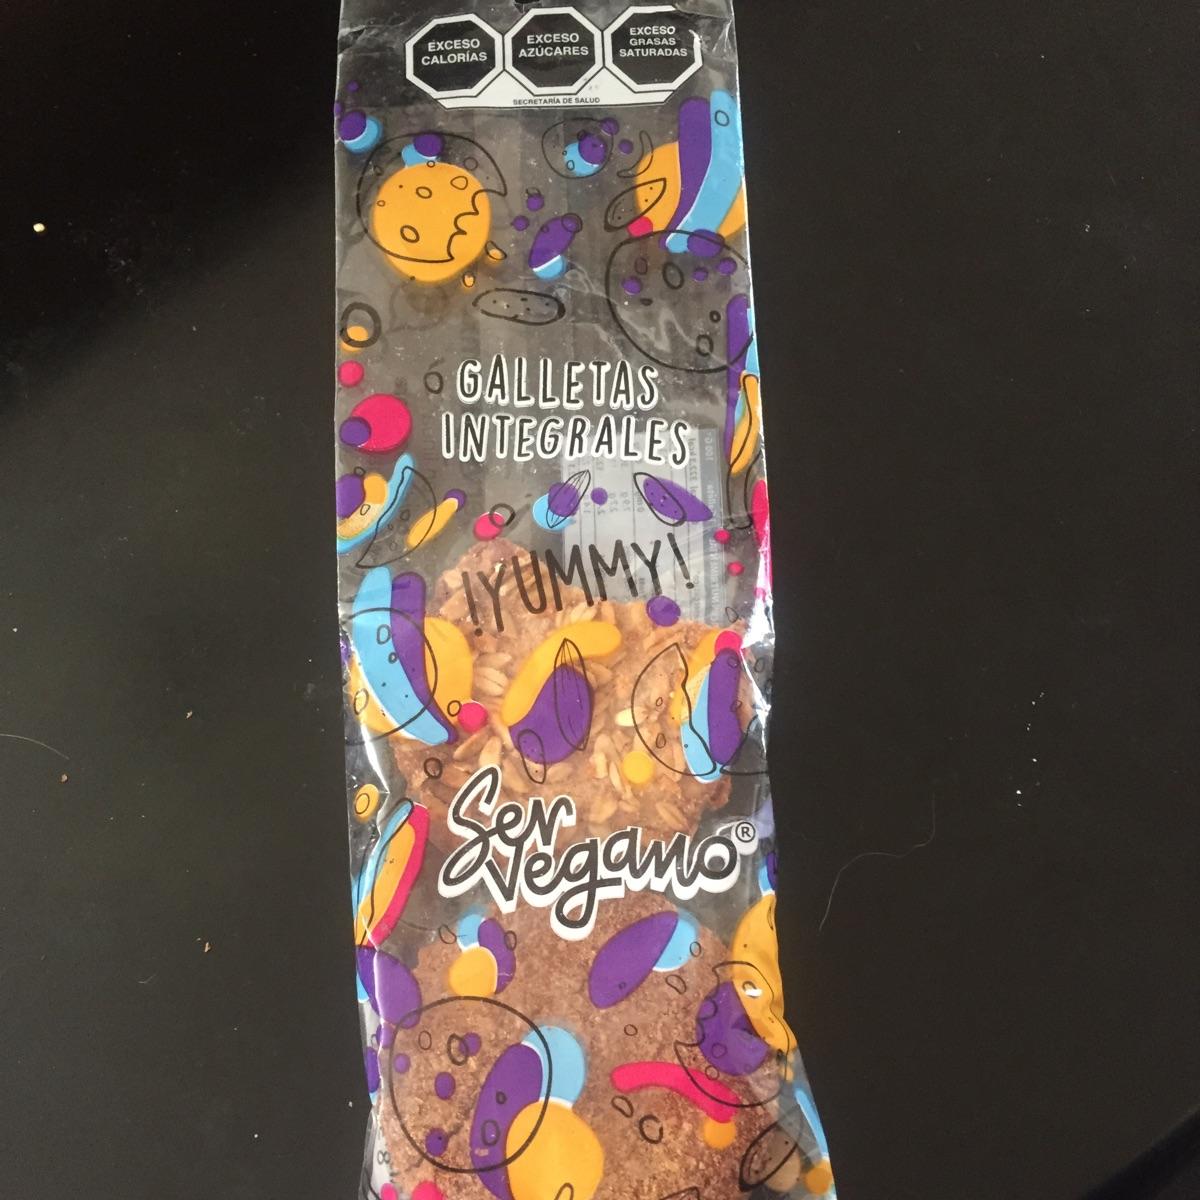 EXCESO
CALORÍAS
EXCESO
AZÚCARES
EXCESO
GRASAS
SATURADAS
SECRETARÍA DE SALUD
GALLETAS
INTEGRALES
!YUMMY!
Ser
vegano®